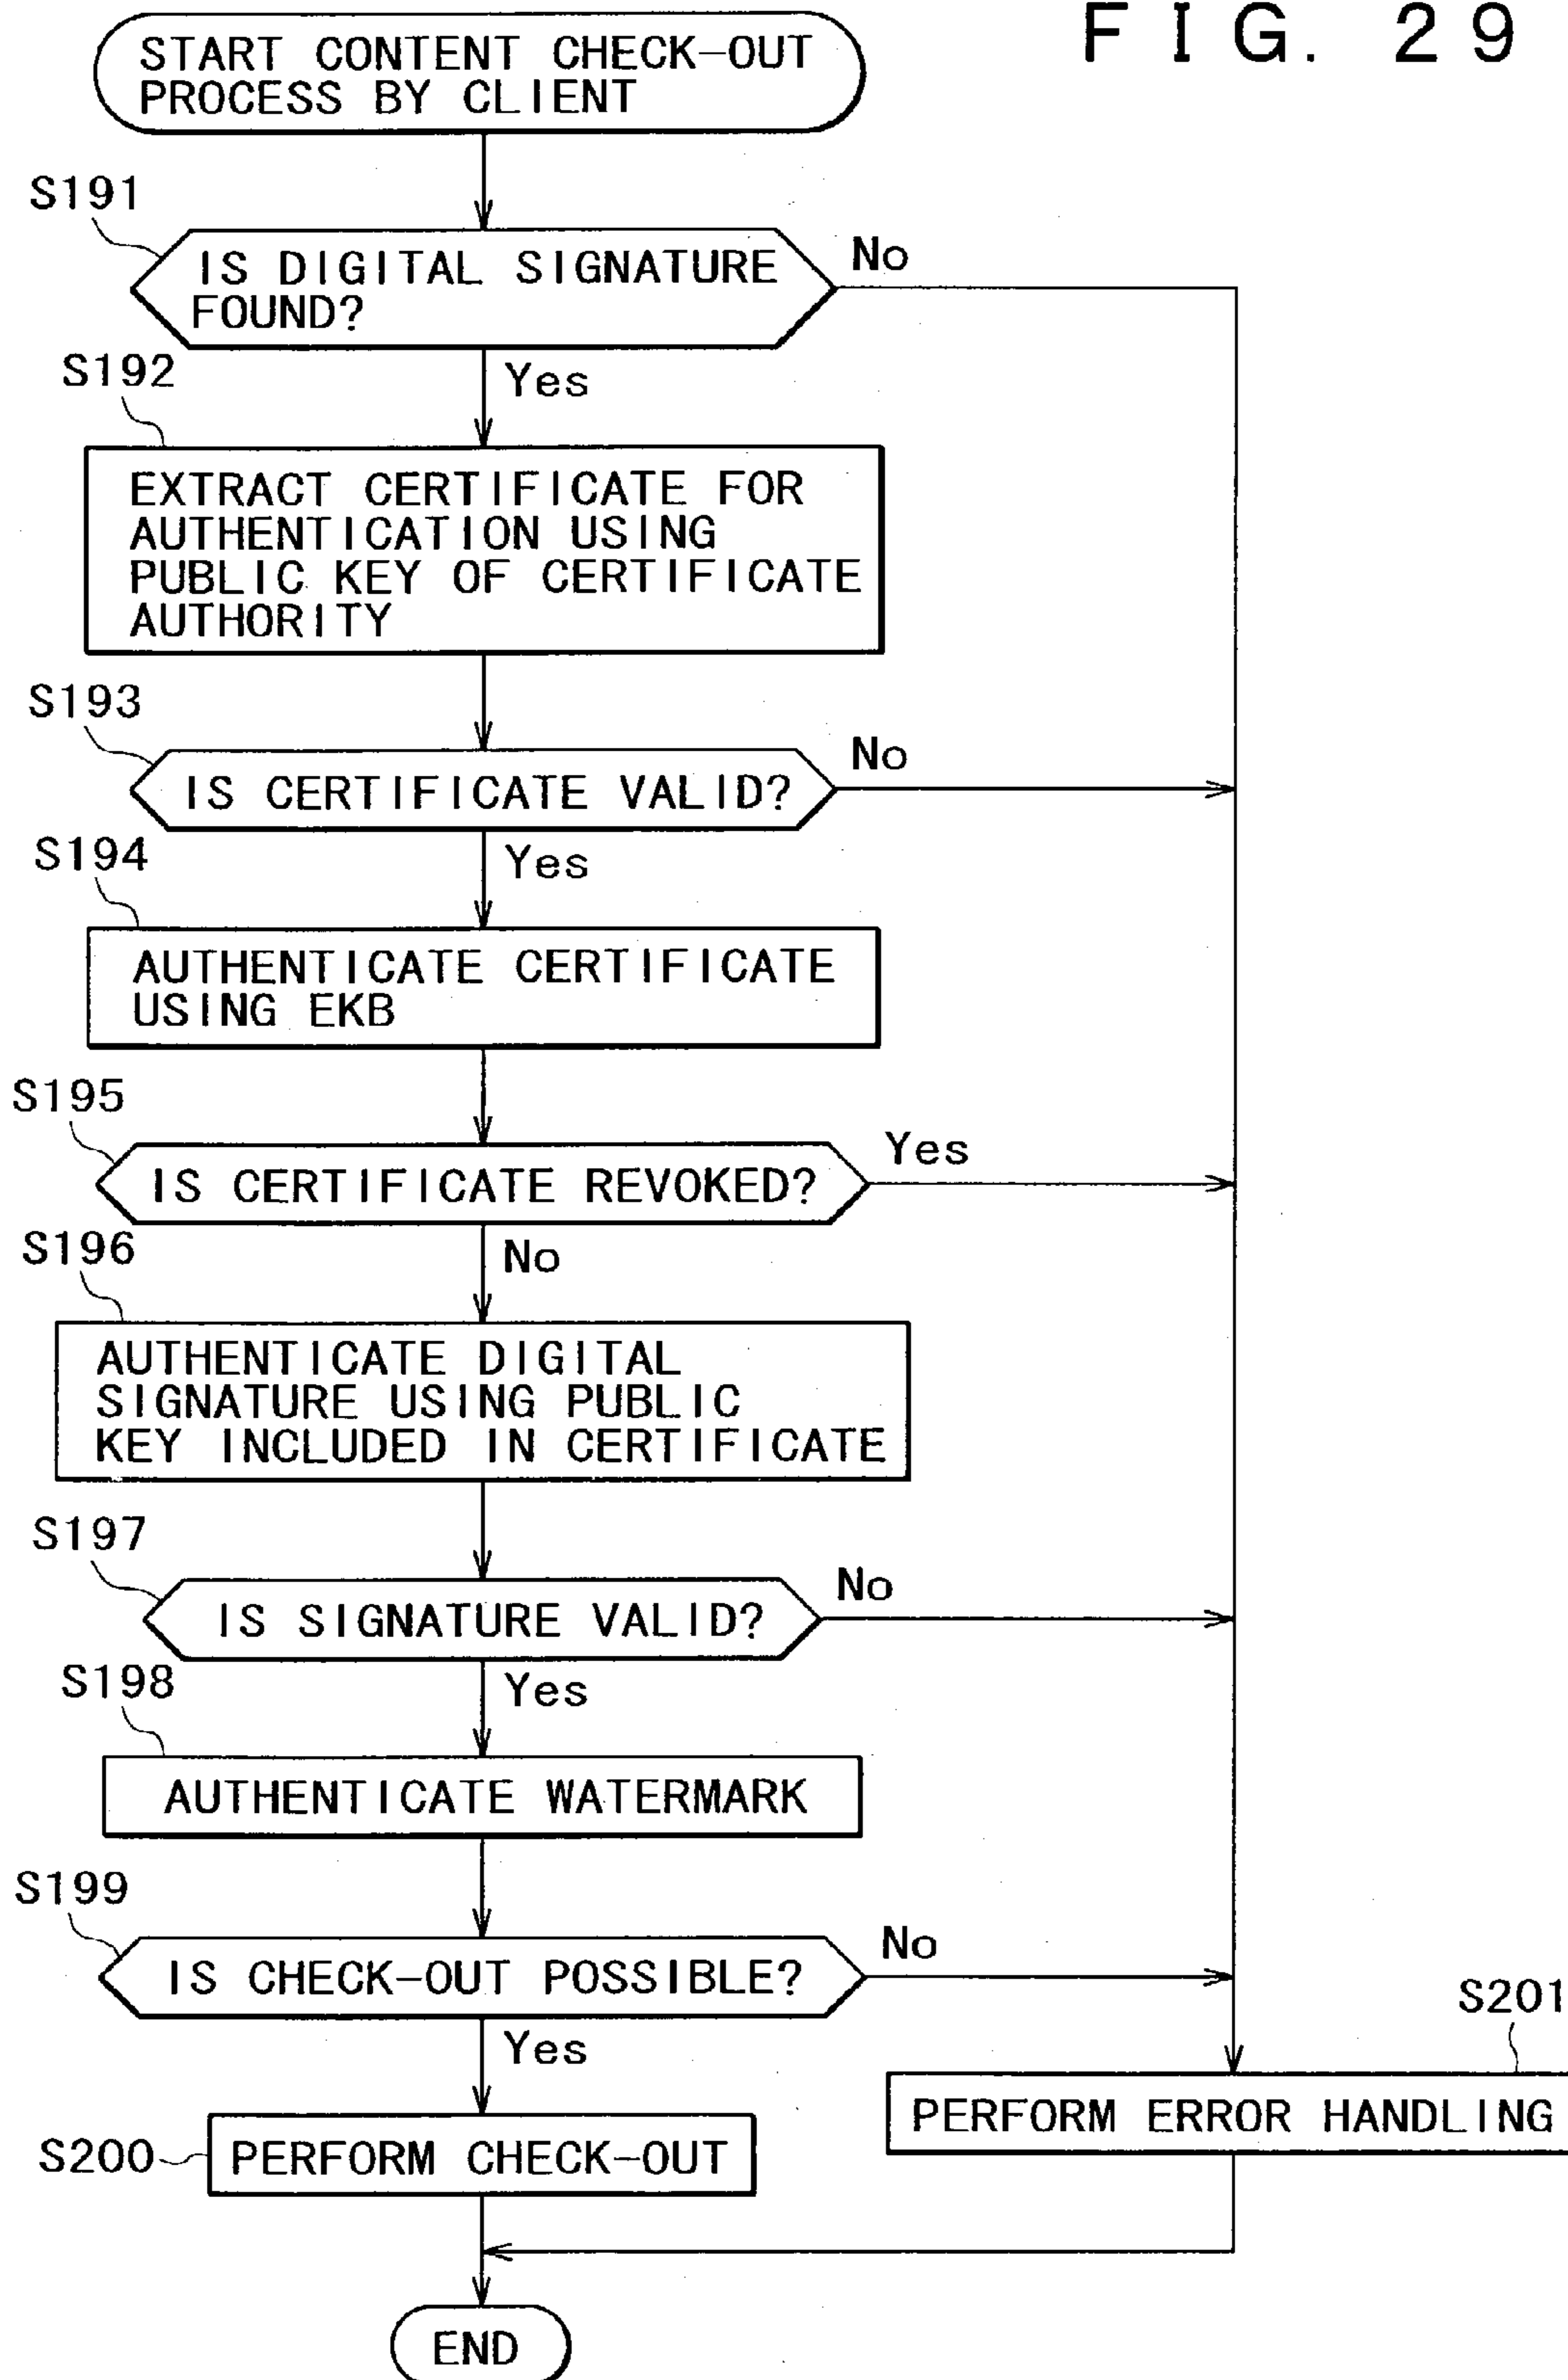 FIG. 29
START CONTENT CHECK-OUT
PROCESS BY CLIENT
S191
IS DIGITAL SIGNATURE
FOUND?
No
Yes
S192
EXTRACT CERTIFICATE FOR
AUTHENTICATION USING
PUBLIC KEY OF CERTIFICATE
AUTHORITY
S193
IS CERTIFICATE VALID?
No
Yes
S194
AUTHENTICATE CERTIFICATE
USING EKB
S195
IS CERTIFICATE REVOKED?
Yes
No
S196
AUTHENTICATE DIGITAL
SIGNATURE USING PUBLIC
KEY INCLUDED IN CERTIFICATE
S197
IS SIGNATURE VALID?
No
Yes
S198
AUTHENTICATE WATERMARK
S199
IS CHECK-OUT POSSIBLE?
No
Yes
S200
PERFORM CHECK-OUT
S201
PERFORM ERROR HANDLING
END